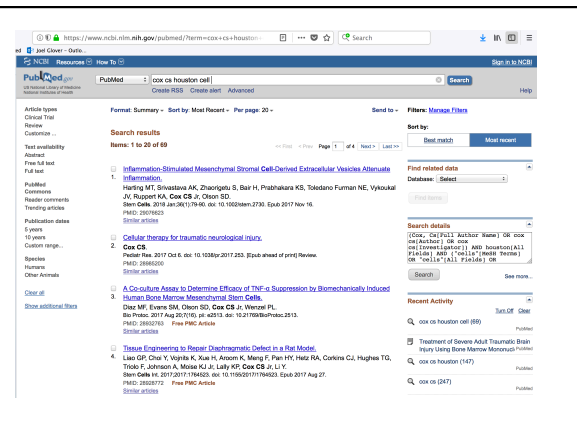 https://www.ncbi.nlm.nih.gov/pubmed/?term=cox+cs+houston
Search
ed Joel Glover – Outlo...
NCBI Resources How To Sign in to NCBI
PubMed.gov
US National Library of Medicine
National Institutes of Health
PubMed
cox cs houston cell
Search
Create RSS Create alert Advanced
Help
Article types
Clinical Trial
Review
Customize ...
Text availability
Abstract
Free full text
Full text
PubMed
Commons
Reader comments
Trending articles
Publication dates
5 years
10 years
Custom range...
Species
Humans
Other Animals
Clear all
Show additional filters
Format: Summary Sort by: Most Recent Per page: 20 Send to
Search results
Items: 1 to 20 of 69
<< First < Prev Page 1 of 4 Next > Last >>
1. Inflammation-Stimulated Mesenchymal Stromal Cell-Derived Extracellular Vesicles Attenuate
Inflammation.
Harting MT, Srivastava AK, Zhaorigetu S, Bair H, Prabhakara KS, Toledano Furman NE, Vykoukal
JV, Ruppert KA, Cox CS Jr, Olson SD.
Stem Cells. 2018 Jan;36(1):79-90. doi: 10.1002/stem.2730. Epub 2017 Nov 16.
PMID: 29076623
Similar articles
2. Cellular therapy for traumatic neurological injury.
Cox CS.
Pediatr Res. 2017 Oct 6. doi: 10.1038/pr.2017.253. [Epub ahead of print] Review.
PMID: 28985200
Similar articles
3. A Co-culture Assay to Determine Efficacy of TNF-α Suppression by Biomechanically Induced
Human Bone Marrow Mesenchymal Stem Cells.
Diaz MF, Evans SM, Olson SD, Cox CS Jr, Wenzel PL.
Bio Protoc. 2017 Aug 20;7(16). pii: e2513. doi: 10.21769/BioProtoc.2513.
PMID: 28932763 Free PMC Article
Similar articles
4. Tissue Engineering to Repair Diaphragmatic Defect in a Rat Model.
Liao GP, Choi Y, Vojnits K, Xue H, Aroom K, Meng F, Pan HY, Hetz RA, Corkins CJ, Hughes TG,
Triolo F, Johnson A, Moise KJ Jr, Lally KP, Cox CS Jr, Li Y.
Stem Cells Int. 2017;2017:1764523. doi: 10.1155/2017/1764523. Epub 2017 Aug 27.
PMID: 28928772 Free PMC Article
Similar articles
Filters: Manage Filters
Sort by:
Best match Most recent
Find related data
Database: Select
Find items
Search details
(Cox, Cs[Full Author Name] OR cox
cs[Author] OR cox
cs[Investigator]) AND houston[All
Fields] AND ("cells"[MeSH Terms]
OR "cells"[All Fields] OR
Search
See more...
Recent Activity
Turn Off Clear
cox cs houston cell (69)
PubMed
Treatment of Severe Adult Traumatic Brain
Injury Using Bone Marrow Mononucl PubMed
cox cs houston (147)
PubMed
cox cs (247)
PubMed